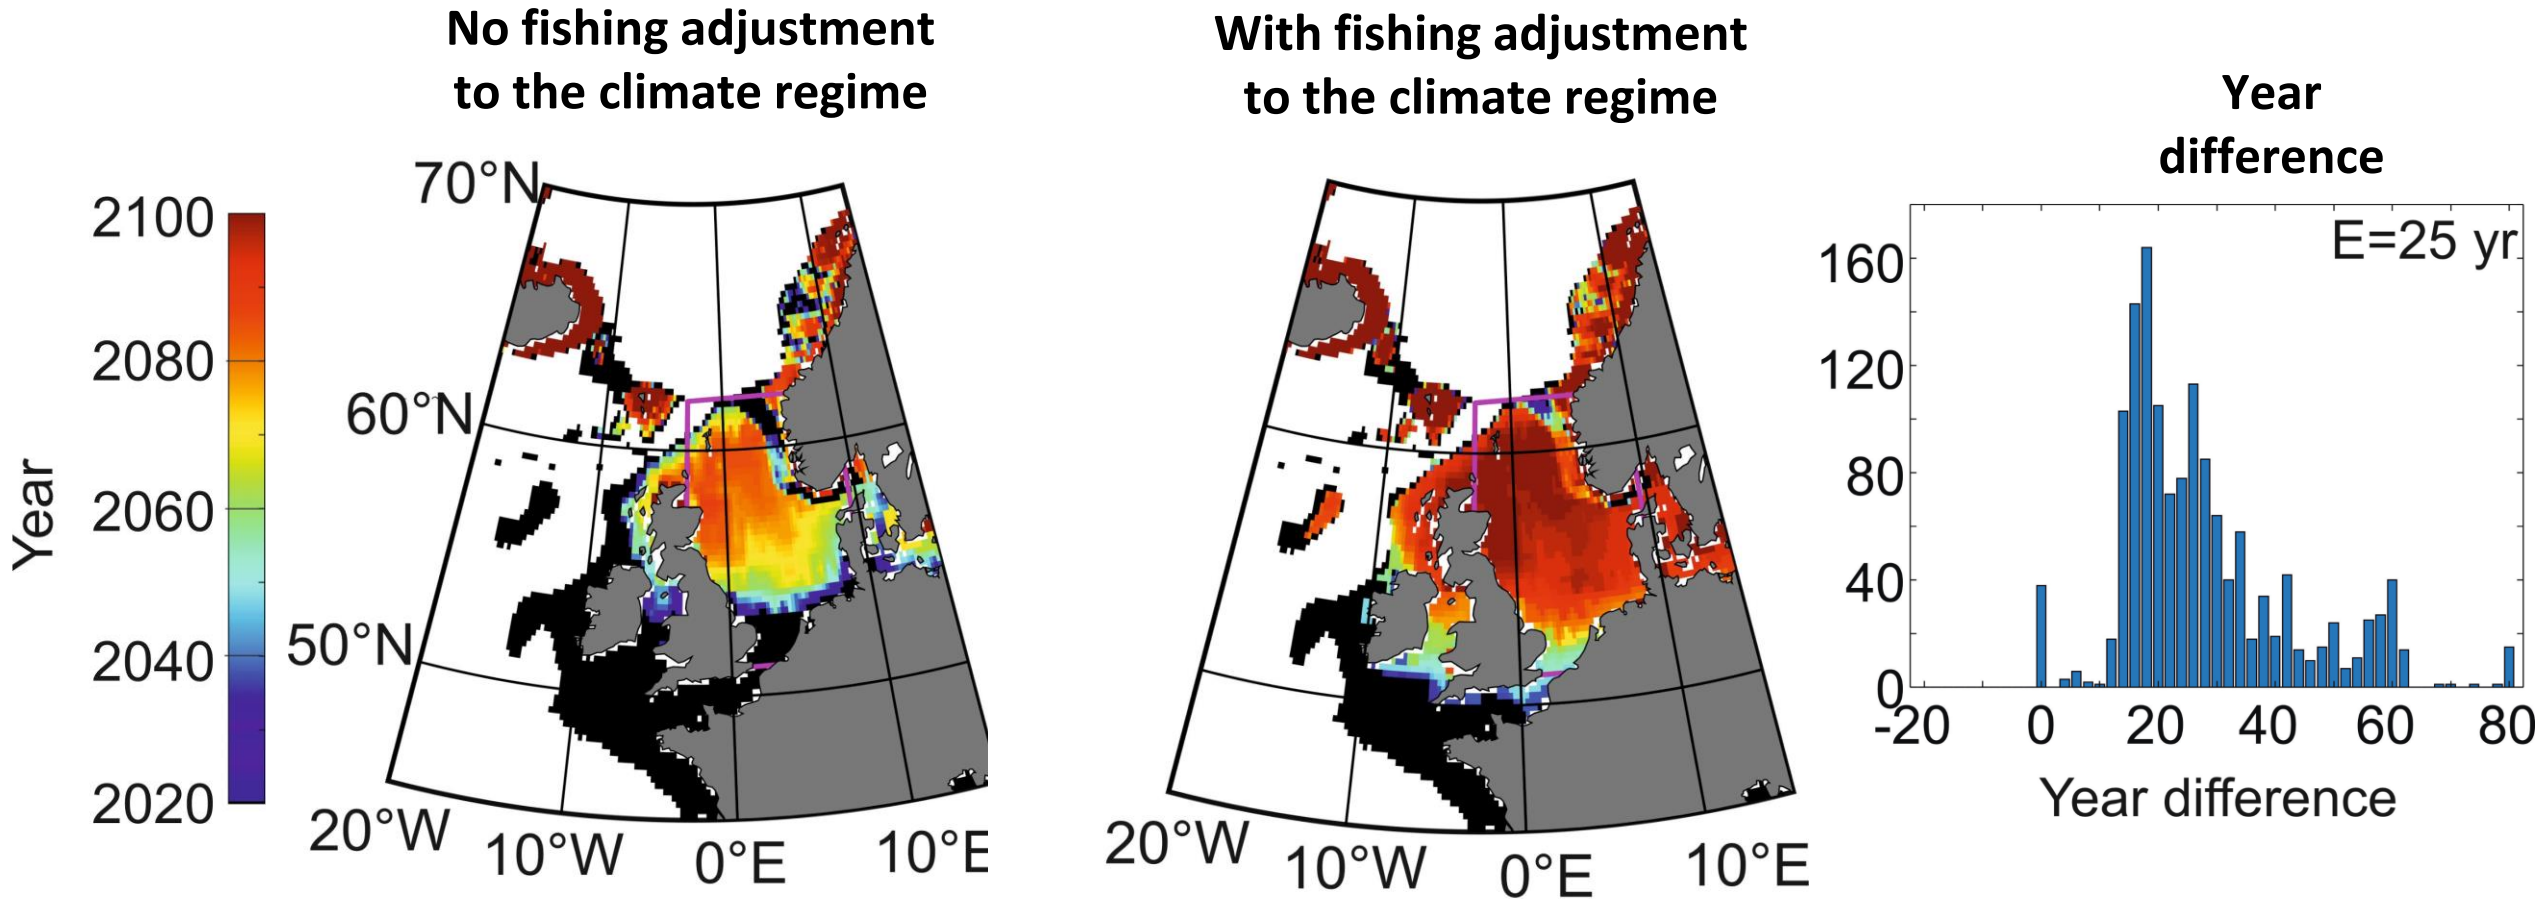 No fishing adjustment
to the climate regime
With fishing adjustment
to the climate regime
Year
difference
Year
2100
2080
2060
2040
2020
70°N
60°N
50°N
20°W
10°W
0°E
10°E
20°W
10°W
0°E
10°E
E=25 yr
160
120
80
40
0
-20
0
20
40
60
80
Year difference